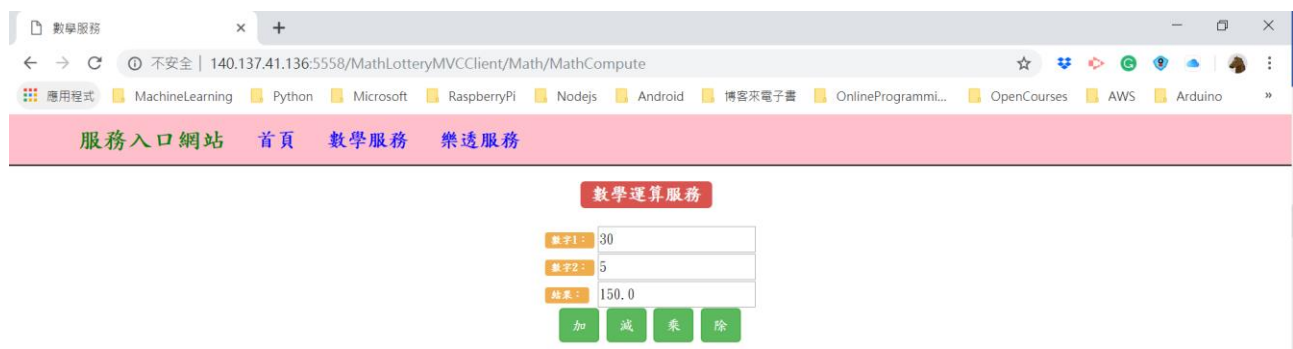 數學服務
不安全 | 140.137.41.136:5558/MathLotteryMVCClient/Math/MathCompute
應用程式 MachineLearning Python Microsoft RaspberryPi Nodejs Android 博客來電子書 OnlineProgrammi... OpenCourses AWS Arduino »
服務入口網站 首頁 數學服務 樂透服務
數學運算服務
數字1： 30
數字2： 5
結果： 150.0
加 減 乘 除